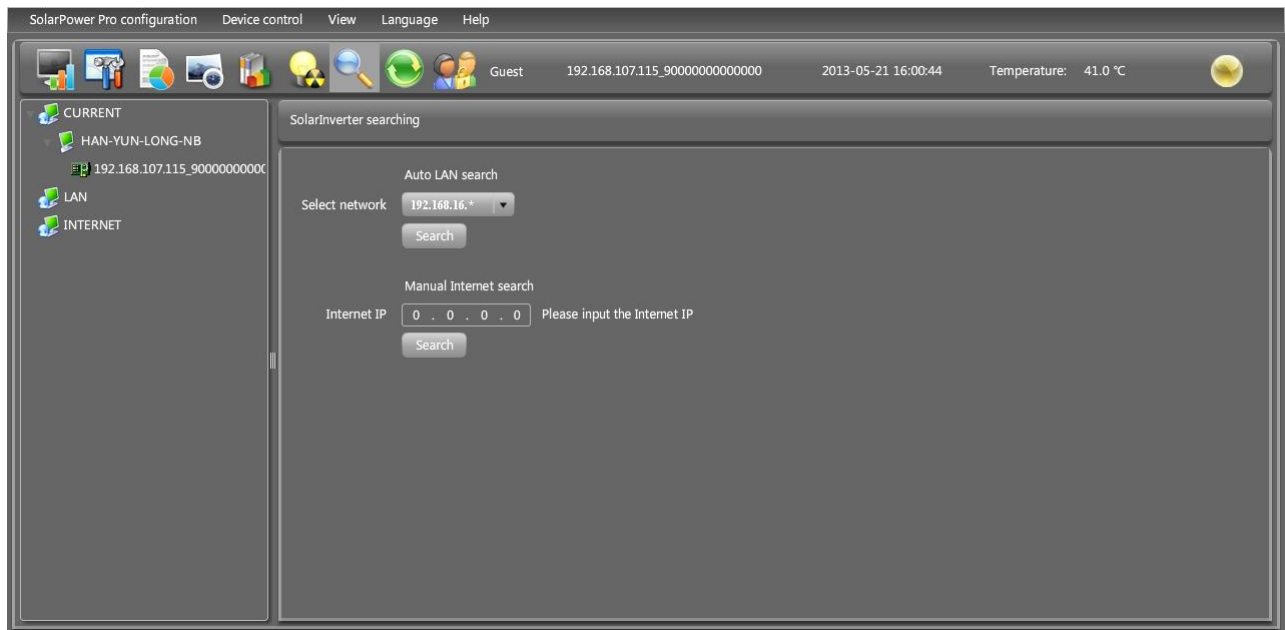 SolarPower Pro configuration Device control View Language Help
Guest 192.168.107.115_90000000000000 2013-05-21 16:00:44 Temperature: 41.0 ℃
CURRENT
HAN-YUN-LONG-NB
192.168.107.115_9000000000C
LAN
INTERNET
SolarInverter searching
Auto LAN search
Select network 192.168.16.*
Search
Manual Internet search
Internet IP 0 . 0 . 0 . 0 Please input the Internet IP
Search